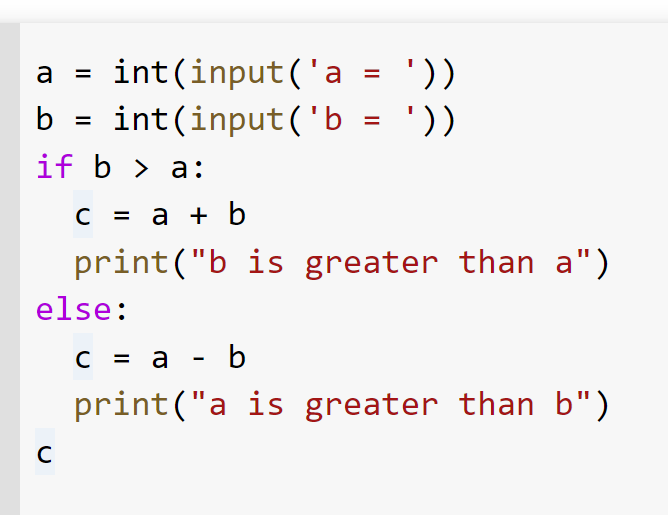 a = int(input('a = '))
b = int(input('b = '))
if b > a:
  c = a + b
  print("b is greater than a")
else:
  c = a - b
  print("a is greater than b")
c